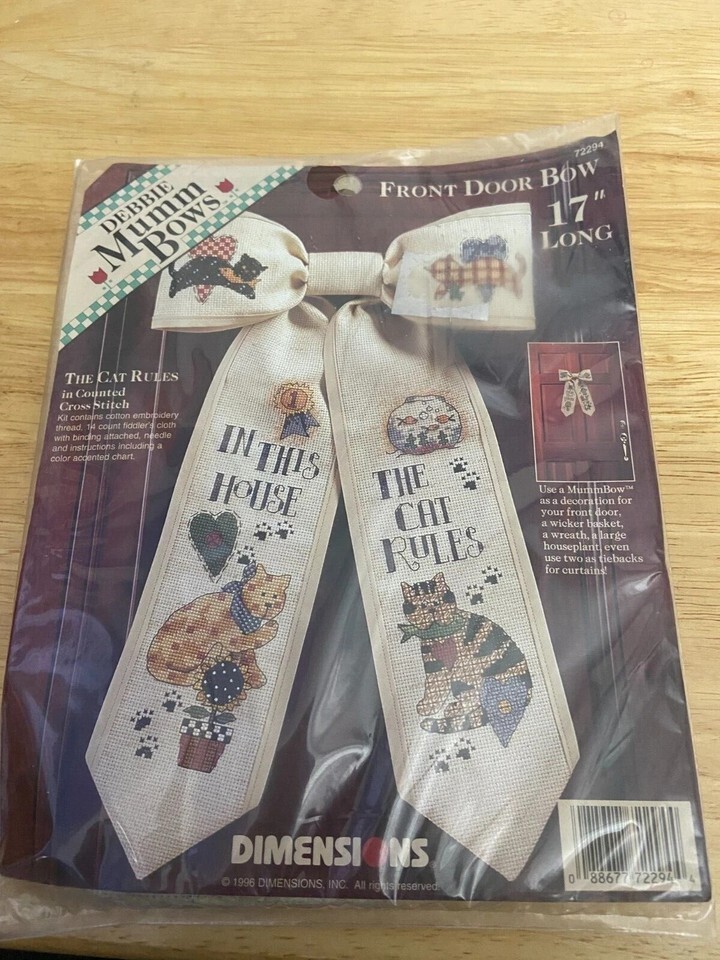 72294
DEBBIE
Mumm
Bows
FRONT DOOR BOW
17"
LONG
THE CAT RULES
in Counted
Cross Stitch
Kit contains cotton embroidery
thread, 14 count fiddler's cloth
with binding attached, needle
and instructions including a
color accented chart.
1
IN THIS
HOUSE
THE
CAT
RULES
Use a MummBow™
as a decoration for
your front door,
a wicker basket,
a wreath, a large
houseplant, even
use two as tiebacks
for curtains!
DIMENSIONS
© 1996 DIMENSIONS, INC. All rights reserved.
0 88677 72294 4